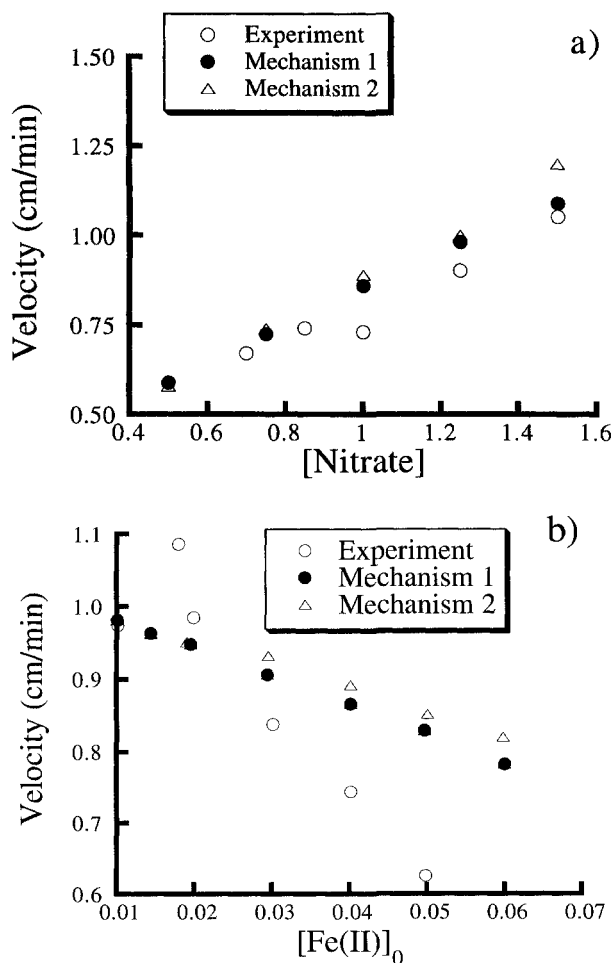 Experiment
Mechanism 1
Mechanism 2
a)
1.50
1.25
1.00
0.75
0.50
Velocity (cm/min)
0.4 0.6 0.8 1 1.2 1.4 1.6
[Nitrate]
Experiment
Mechanism 1
Mechanism 2
b)
1.1
1.0
0.9
0.8
0.7
0.6
Velocity (cm/min)
0.01 0.02 0.03 0.04 0.05 0.06 0.07
[Fe(II)]0